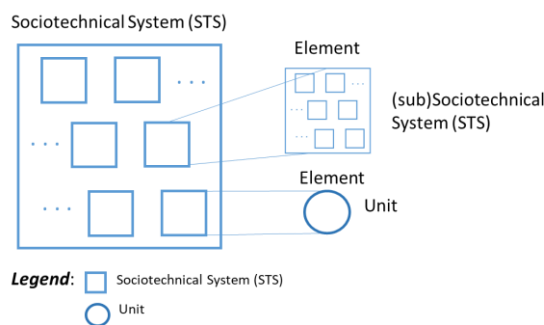 Sociotechnical System (STS)
Element
(sub)Sociotechnical
System (STS)
Element
Unit
Legend:
Sociotechnical System (STS)
Unit